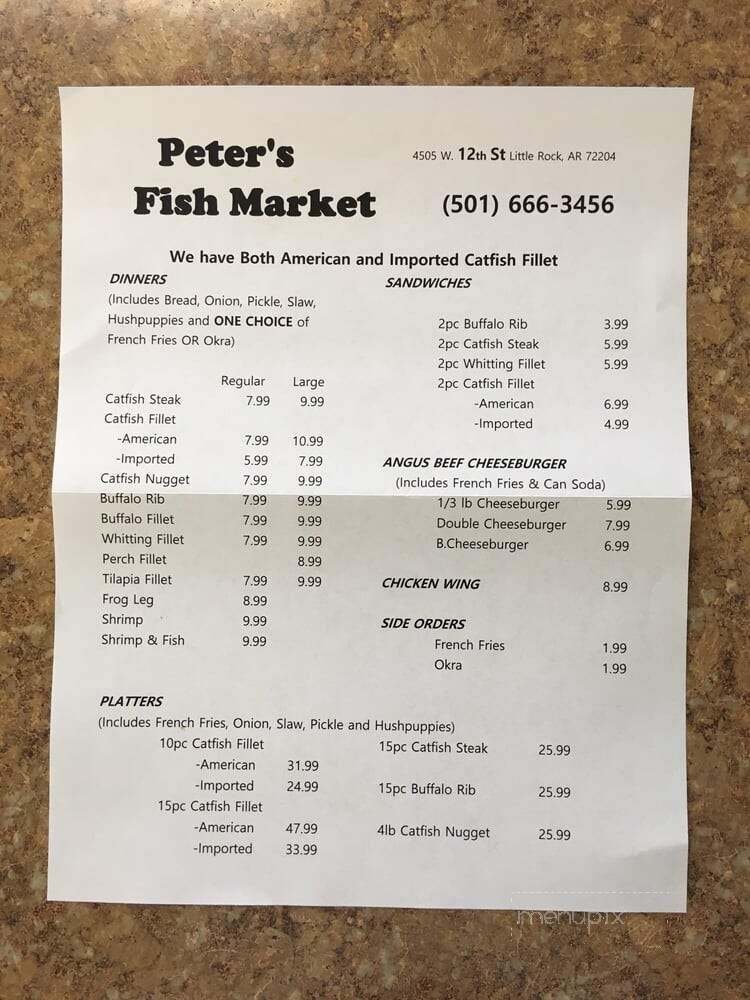 Peter's
Fish Market
4505 W. 12th St Little Rock, AR 72204
(501) 666-3456
We have Both American and Imported Catfish Fillet
DINNERS
(Includes Bread, Onion, Pickle, Slaw,
Hushpuppies and ONE CHOICE of
French Fries OR Okra)
Regular Large
Catfish Steak 7.99 9.99
Catfish Fillet
-American 7.99 10.99
-Imported 5.99 7.99
Catfish Nugget 7.99 9.99
Buffalo Rib 7.99 9.99
Buffalo Fillet 7.99 9.99
Whitting Fillet 7.99 9.99
Perch Fillet 8.99
Tilapia Fillet 7.99 9.99
Frog Leg 8.99
Shrimp 9.99
Shrimp & Fish 9.99
SANDWICHES
2pc Buffalo Rib 3.99
2pc Catfish Steak 5.99
2pc Whitting Fillet 5.99
2pc Catfish Fillet
-American 6.99
-Imported 4.99
ANGUS BEEF CHEESEBURGER
(Includes French Fries & Can Soda)
1/3 lb Cheeseburger 5.99
Double Cheeseburger 7.99
B.Cheeseburger 6.99
CHICKEN WING 8.99
SIDE ORDERS
French Fries 1.99
Okra 1.99
PLATTERS
(Includes French Fries, Onion, Slaw, Pickle and Hushpuppies)
10pc Catfish Fillet
-American 31.99
-Imported 24.99
15pc Catfish Fillet
-American 47.99
-Imported 33.99
15pc Catfish Steak 25.99
15pc Buffalo Rib 25.99
4lb Catfish Nugget 25.99
menupix